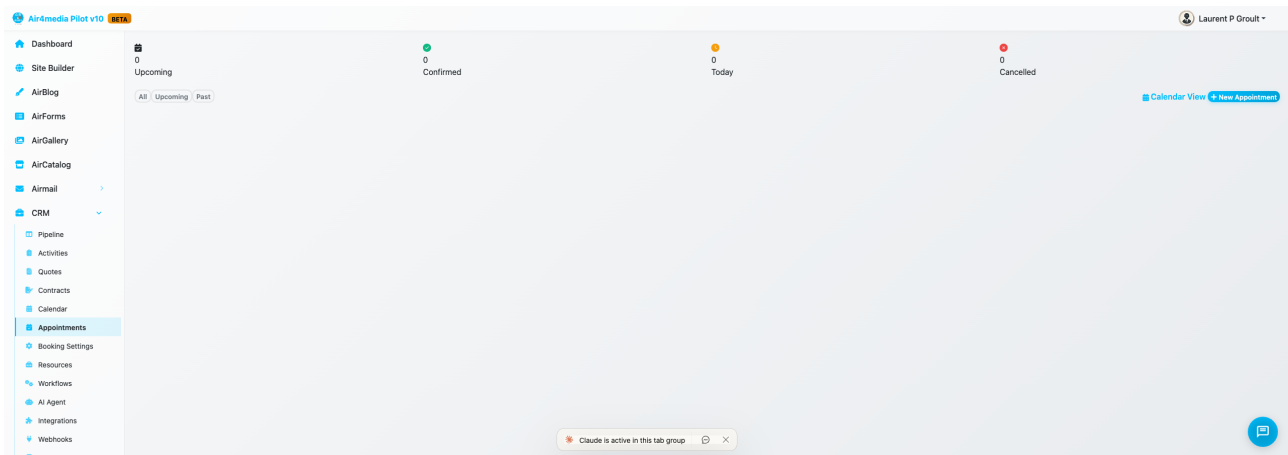 Air4media Pilot v10 BETA
Laurent P Groult
Dashboard
Site Builder
AirBlog
AirForms
AirGallery
AirCatalog
Airmail
CRM
Pipeline
Activities
Quotes
Contracts
Calendar
Appointments
Booking Settings
Resources
Workflows
AI Agent
Integrations
Webhooks
0
Upcoming
0
Confirmed
0
Today
0
Cancelled
All Upcoming Past
Calendar View + New Appointment
Claude is active in this tab group